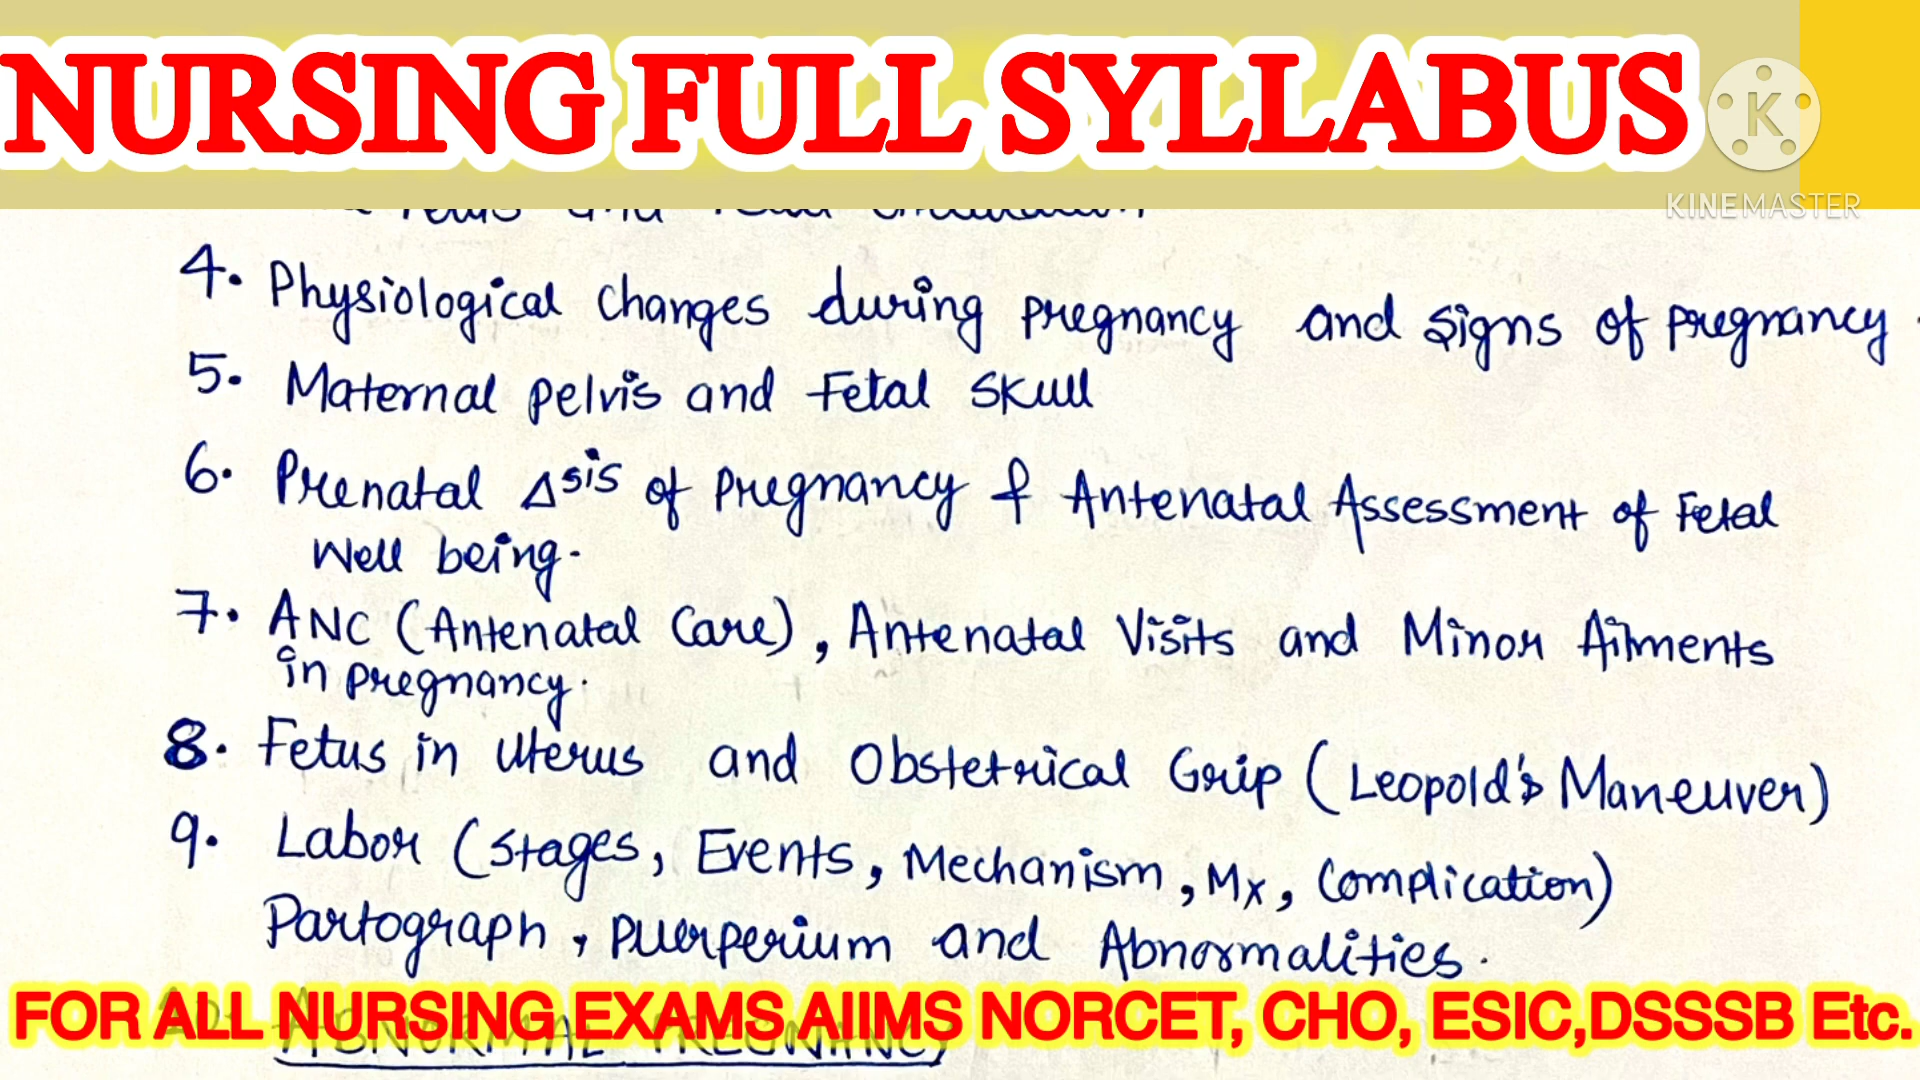 NURSING FULL SYLLABUS
K
KINEMASTER
4. Physiological changes during pregnancy and signs of pregnancy.
5. Maternal pelvis and Fetal Skull
6. Prenatal Δsis of pregnancy & Antenatal Assessment of Fetal
Well being.
7. ANC (Antenatal Care), Antenatal Visits and Minor Ailments
in pregnancy.
8. Fetus in Uterus and Obstetrical Grip (Leopold's Maneuver)
9. Labor (Stages, Events, Mechanism, Mx, Complication)
Partograph, Puerperium and Abnormalities.
FOR ALL NURSING EXAMS AIIMS NORCET, CHO, ESIC,DSSSB Etc.
ABNORMAL PREGNANCY